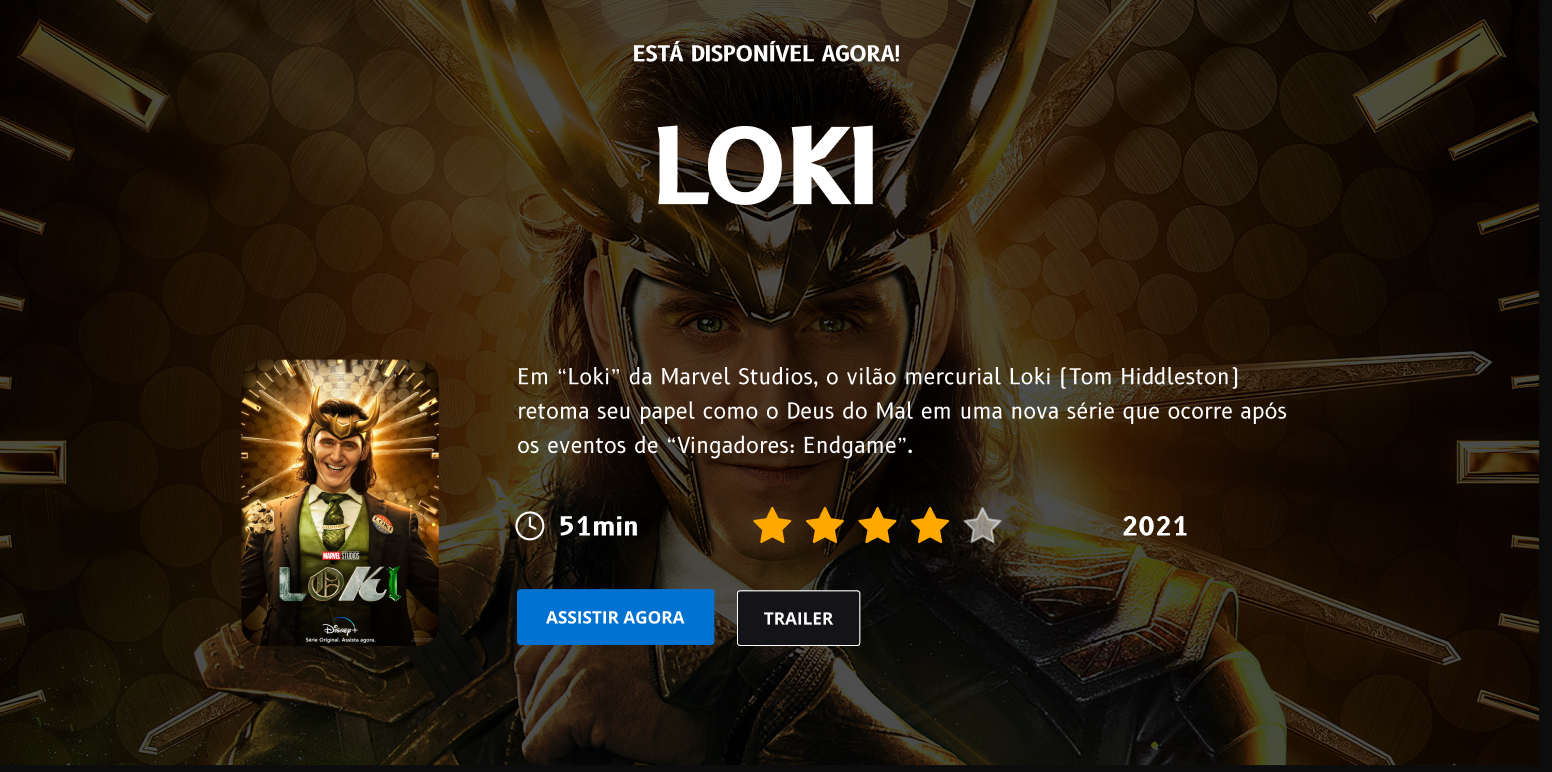 ESTÁ DISPONÍVEL AGORA!
LOKI
Em “Loki” da Marvel Studios, o vilão mercurial Loki (Tom Hiddleston)
retoma seu papel como o Deus do Mal em uma nova série que ocorre após
os eventos de “Vingadores: Endgame”.
51min
2021
ASSISTIR AGORA
TRAILER
LOKI
MARVEL STUDIOS
LOKI
Disney+
Série Original. Assista agora.